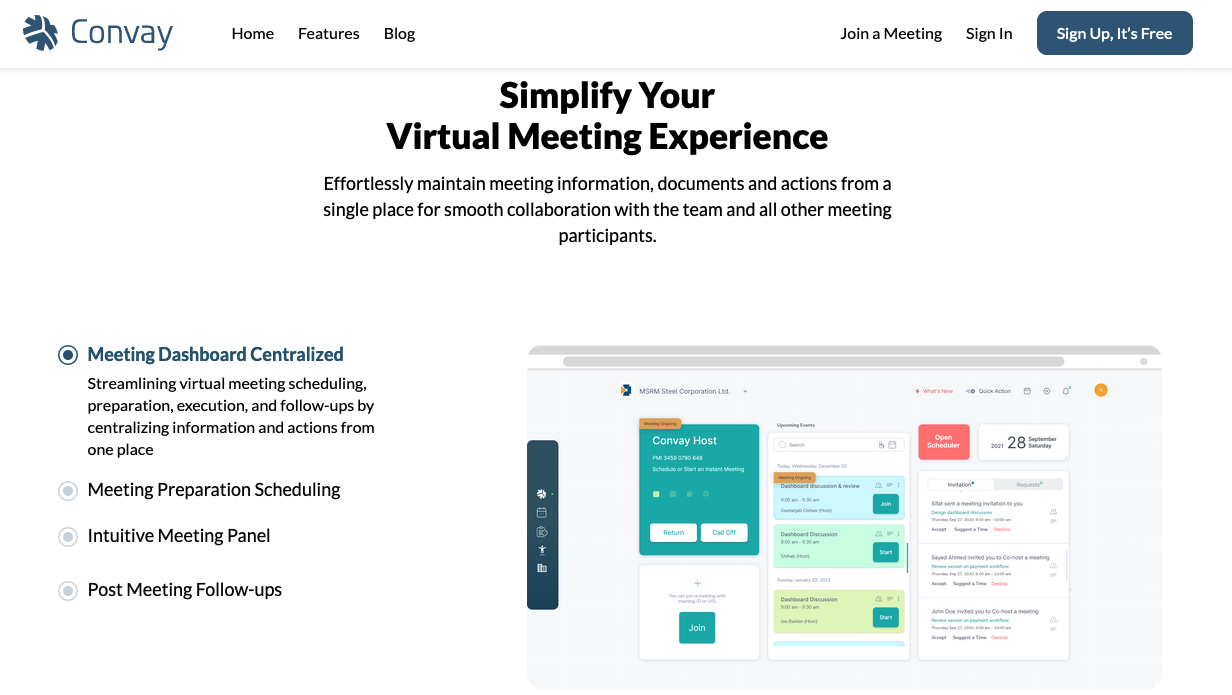 Convay
Home
Features
Blog
Join a Meeting
Sign In
Sign Up, It's Free
Simplify Your
Virtual Meeting Experience
Effortlessly maintain meeting information, documents and actions from a
single place for smooth collaboration with the team and all other meeting
participants.
Meeting Dashboard Centralized
Streamlining virtual meeting scheduling,
preparation, execution, and follow-ups by
centralizing information and actions from
one place
Meeting Preparation Scheduling
Intuitive Meeting Panel
Post Meeting Follow-ups
MSRM Steel Corporation Ltd.
What's New
Quick Action
N
Meeting Ongoing
Convay Host
PMI 3459 0790 648
Schedule or Start an Instant Meeting
Return
Call Off
You can join a meeting with
meeting ID or URL
Join
Upcoming Events
Search
Today, Wednesday, December 29
Meeting Ongoing
Dashboard discussion & review
9:00 am - 9:30 am
Geetanjali Oishee (Host)
Join
Dashboard Discussion
9:00 am - 9:30 am
Shihab (Host)
Start
Sunday, January 29, 2021
Dashboard Discussion
9:00 am - 9:30 am
Joe Baiden (Host)
Start
Open
Scheduler
2021 28 September
Saturday
Invitation
Requests
Sifat sent a meeting invitation to you
Design dashboard discussion
Thursday Sep 27, 2020, 9:00 am - 10:00 am
Accept Suggest a Time Decline
Sayed Ahmed invited you to Co-host a meeting
Review session on payment workflow
Thursday Sep 27, 2020, 9:00 am - 10:00 am
Accept Suggest a Time Decline
John Doe invited you to Co-host a meeting
Review session on payment workflow
Thursday Sep 27, 2020, 9:00 am - 10:00 am
Accept Suggest a Time Decline